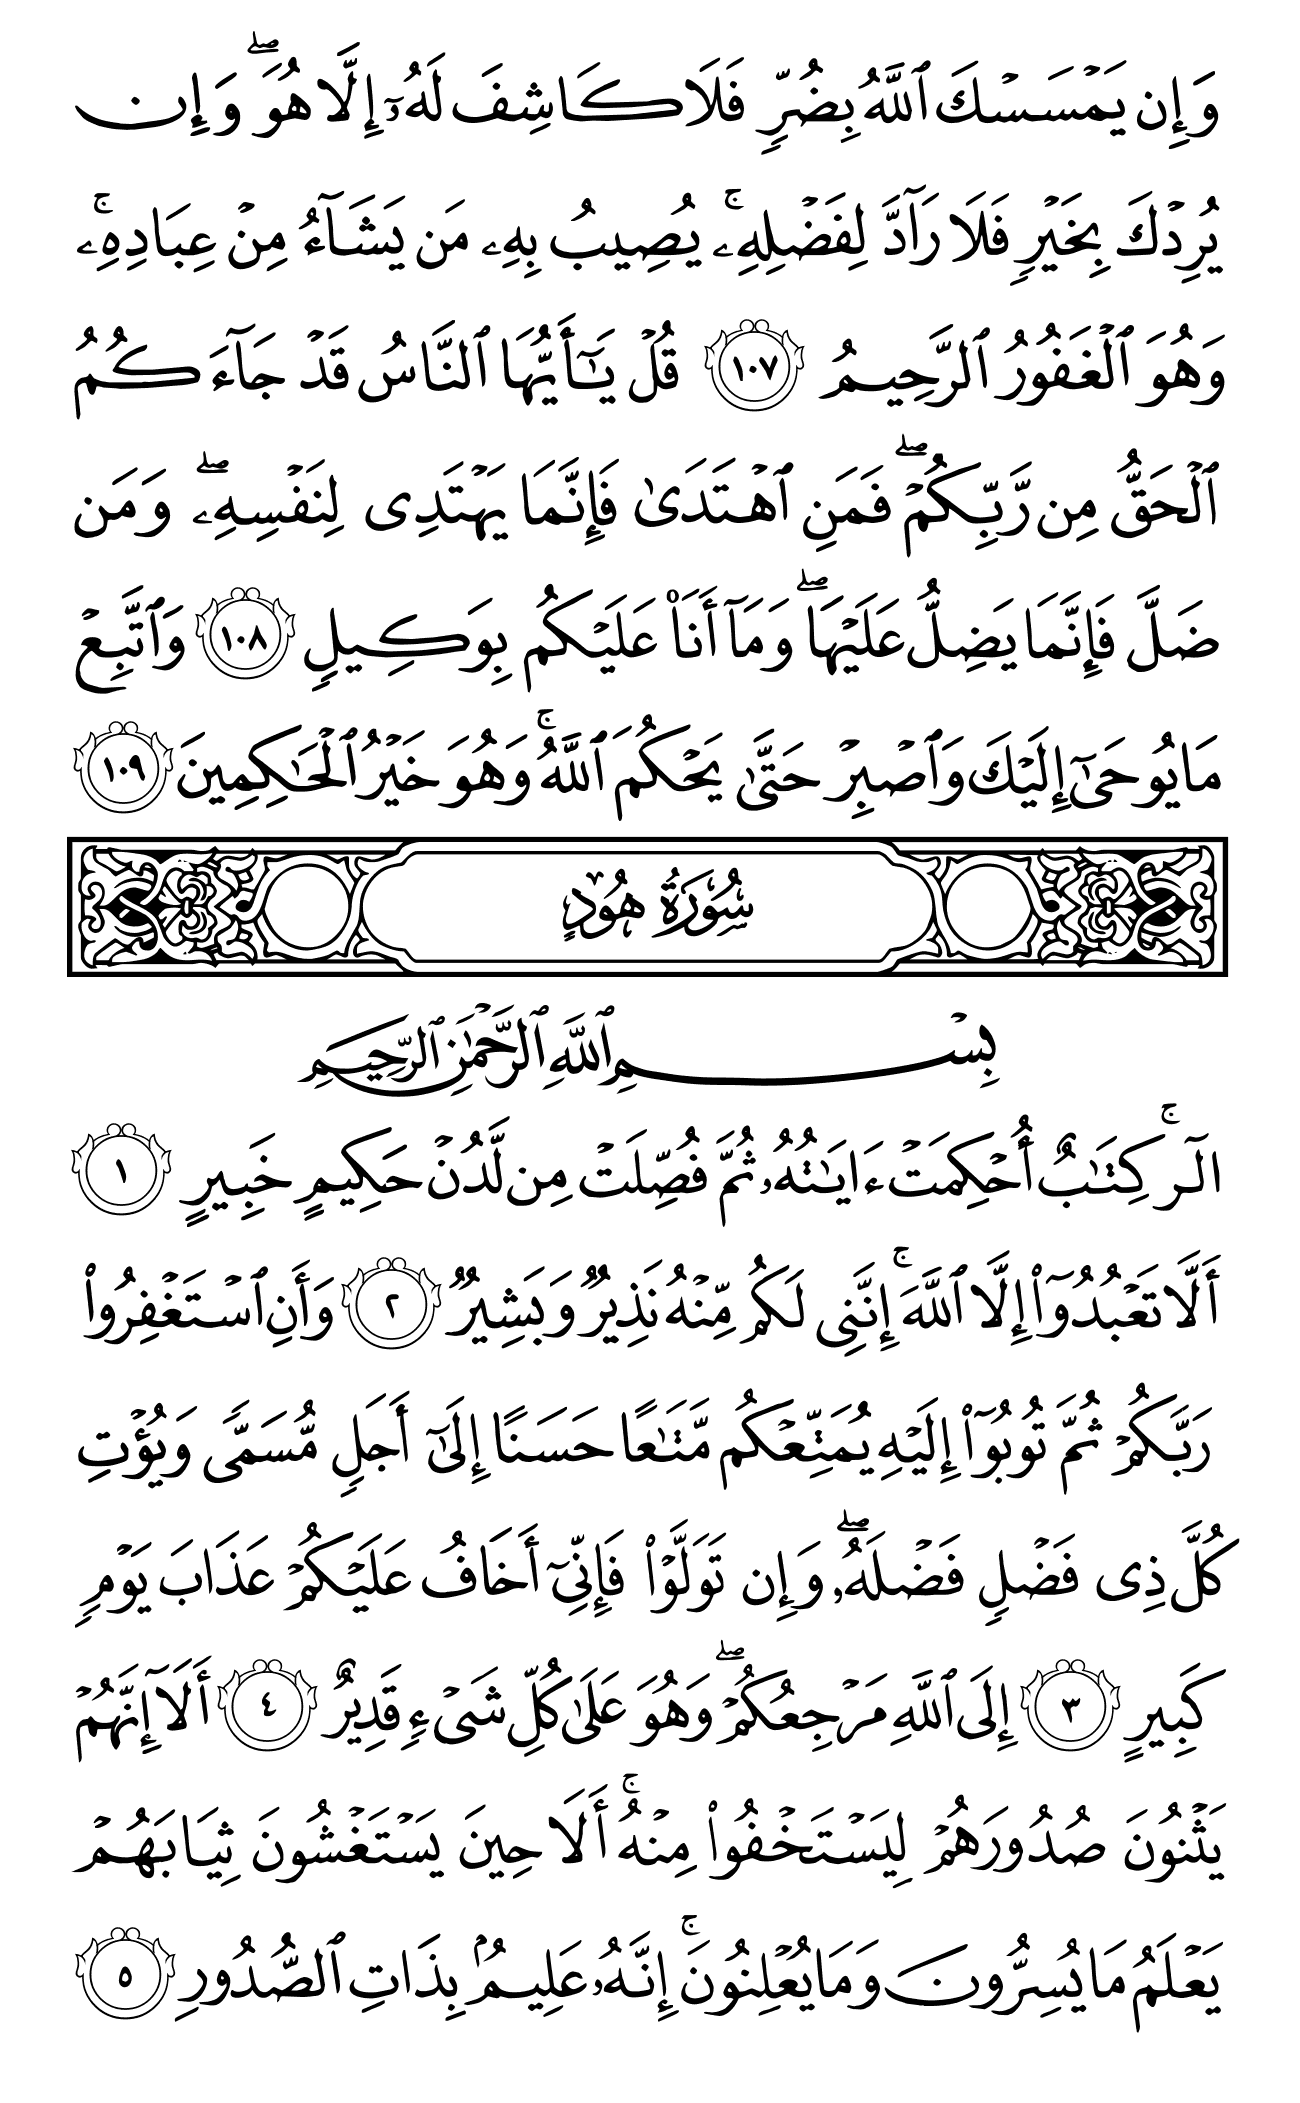 وَإِن يَمْسَسْكَ ٱللَّهُ بِضُرٍّ فَلَا كَاشِفَ لَهُۥٓ إِلَّا هُوَ ۖ وَإِن
يُرِدْكَ بِخَيْرٍ فَلَا رَآدَّ لِفَضْلِهِۦ ۚ يُصِيبُ بِهِۦ مَن يَشَآءُ مِنْ عِبَادِهِۦ ۚ
وَهُوَ ٱلْغَفُورُ ٱلرَّحِيمُ ١٠٧ قُلْ يَـٰٓأَيُّهَا ٱلنَّاسُ قَدْ جَآءَكُمُ
ٱلْحَقُّ مِن رَّبِّكُمْ ۖ فَمَنِ ٱهْتَدَىٰ فَإِنَّمَا يَهْتَدِى لِنَفْسِهِۦ ۖ وَمَن
ضَلَّ فَإِنَّمَا يَضِلُّ عَلَيْهَا ۖ وَمَآ أَنَا۠ عَلَيْكُم بِوَكِيلٍ ١٠٨ وَٱتَّبِعْ
مَا يُوحَىٰٓ إِلَيْكَ وَٱصْبِرْ حَتَّىٰ يَحْكُمَ ٱللَّهُ ۚ وَهُوَ خَيْرُ ٱلْحَـٰكِمِينَ ١٠٩
سُورَةُ هُودٍ
بِسْمِ ٱللَّهِ ٱلرَّحْمَـٰنِ ٱلرَّحِيمِ
الٓر ۚ كِتَـٰبٌ أُحْكِمَتْ ءَايَـٰتُهُۥ ثُمَّ فُصِّلَتْ مِن لَّدُنْ حَكِيمٍ خَبِيرٍ ١
أَلَّا تَعْبُدُوٓا۟ إِلَّا ٱللَّهَ ۚ إِنَّنِى لَكُم مِّنْهُ نَذِيرٌ وَبَشِيرٌ ٢ وَأَنِ ٱسْتَغْفِرُوا۟
رَبَّكُمْ ثُمَّ تُوبُوٓا۟ إِلَيْهِ يُمَتِّعْكُم مَّتَـٰعًا حَسَنًا إِلَىٰٓ أَجَلٍ مُّسَمًّى وَيُؤْتِ
كُلَّ ذِى فَضْلٍ فَضْلَهُۥ ۖ وَإِن تَوَلَّوْا۟ فَإِنِّىٓ أَخَافُ عَلَيْكُمْ عَذَابَ يَوْمٍ
كَبِيرٍ ٣ إِلَى ٱللَّهِ مَرْجِعُكُمْ ۖ وَهُوَ عَلَىٰ كُلِّ شَىْءٍ قَدِيرٌ ٤ أَلَآ إِنَّهُمْ
يَثْنُونَ صُدُورَهُمْ لِيَسْتَخْفُوا۟ مِنْهُ ۚ أَلَا حِينَ يَسْتَغْشُونَ ثِيَابَهُمْ
يَعْلَمُ مَا يُسِرُّونَ وَمَا يُعْلِنُونَ ۚ إِنَّهُۥ عَلِيمٌۢ بِذَاتِ ٱلصُّدُورِ ٥